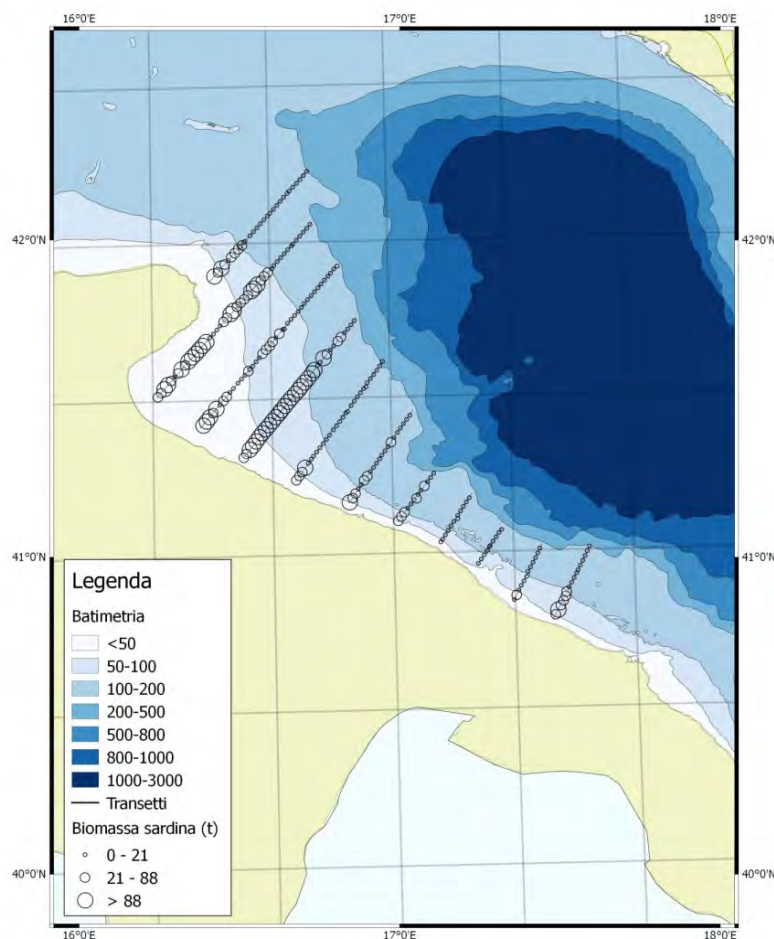 16°0'E 17°0'E 18°0'E
42°0'N 42°0'N
41°0'N 41°0'N
Legenda
Batimetria
<50
50-100
100-200
200-500
500-800
800-1000
1000-3000
Transetti
Biomassa sardina (t)
0 - 21
21 - 88
> 88
40°0'N 40°0'N
16°0'E 17°0'E 18°0'E